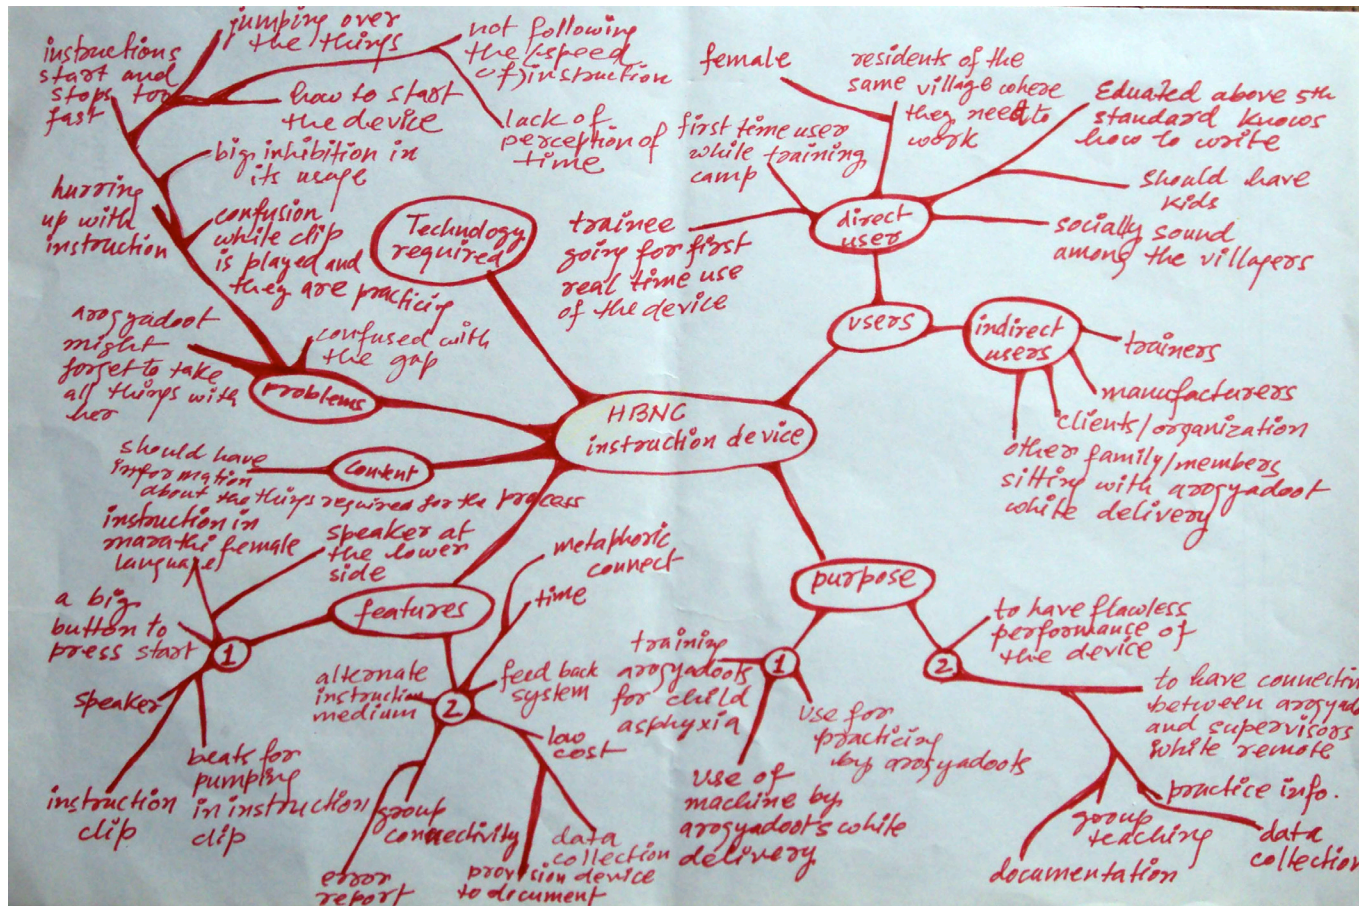 instructions
start and
stops too
fast
jumping over
the things
not following
the (speed
of) instruction
how to start
the device
lack of
perception of
time
big inhibition in
its usage
hurring
up with
instruction
confusion
while clip
is played and
they are practicing
arogyadoot
might
forget to take
all things with
her
confused with
the gap
problems
Technology
required
female
residents of the
same village where
they need to
work
Eduated above 5th
standard knows
how to write
first time user
while training
camp
should have
kids
trainee
going for first
real time use
of the device
direct
user
socially sound
among the villagers
users
indirect
users
trainers
manufacturers
clients/organization
other family/members
sitting with arogyadoot
while delivery
HBNC
instruction device
should have
information
about the things required for the process
content
instruction in
marathi female
language
speaker at
the lower
side
a big
button to
press start
1
features
speaker
instruction
clip
beats for
pumping
in instruction
clip
metaphoric
connect
time
alternate
instruction
medium
2
feed back
system
low
cost
group
connectivity
error
report
provision
to document
data
collection
device
purpose
training
arogyadoots
for child
asphyxia
1
use for
practicing
by arogyadoots
use of
machine by
arogyadoots while
delivery
2
to have flawless
performance of
the device
to have
between
and supervisors
while remote
practice info.
group
teaching
data
collection
documentation